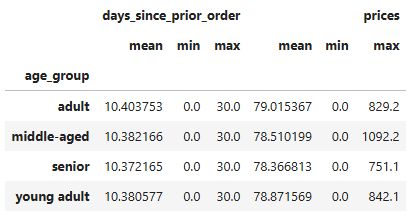 days_since_prior_order prices
mean min max mean min max
age_group
adult 10.403753 0.0 30.0 79.015367 0.0 829.2
middle-aged 10.382166 0.0 30.0 78.510199 0.0 1092.2
senior 10.372165 0.0 30.0 78.366813 0.0 751.1
young adult 10.380577 0.0 30.0 78.871569 0.0 842.1